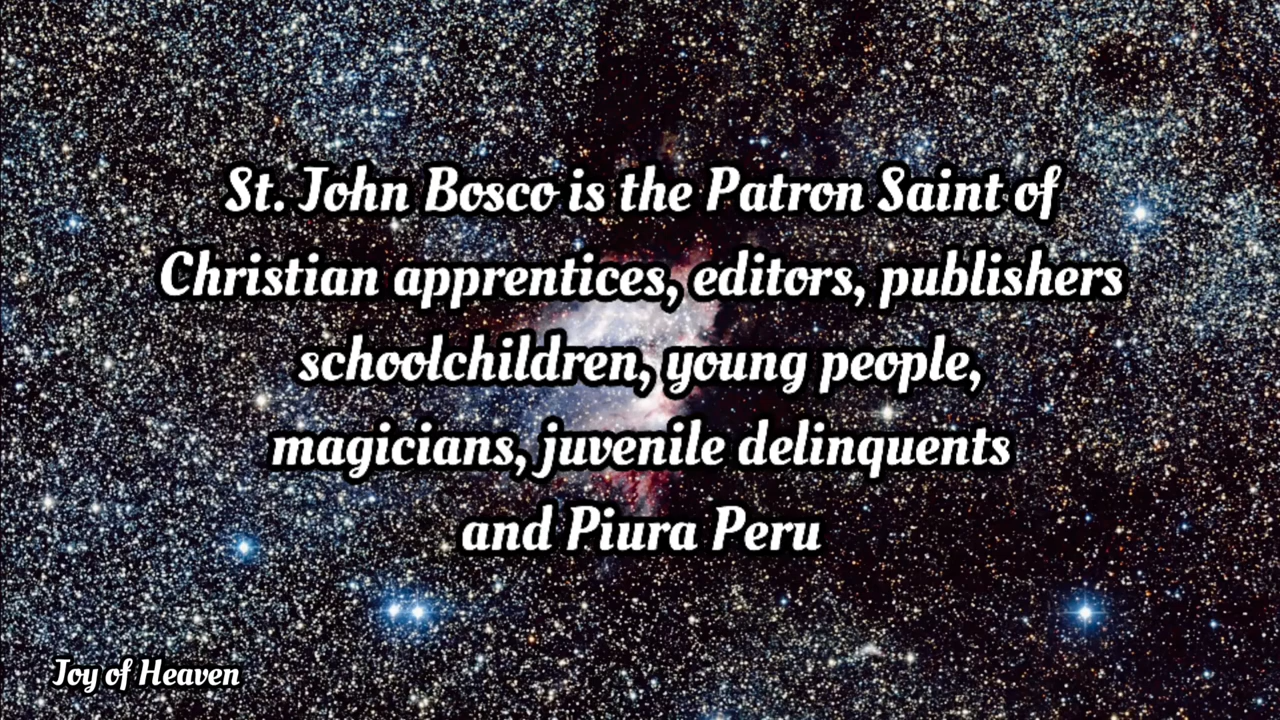 St. John Bosco is the Patron Saint of
Christian apprentices, editors, publishers
schoolchildren, young people,
magicians, juvenile delinquents
and Piura Peru
Joy of Heaven